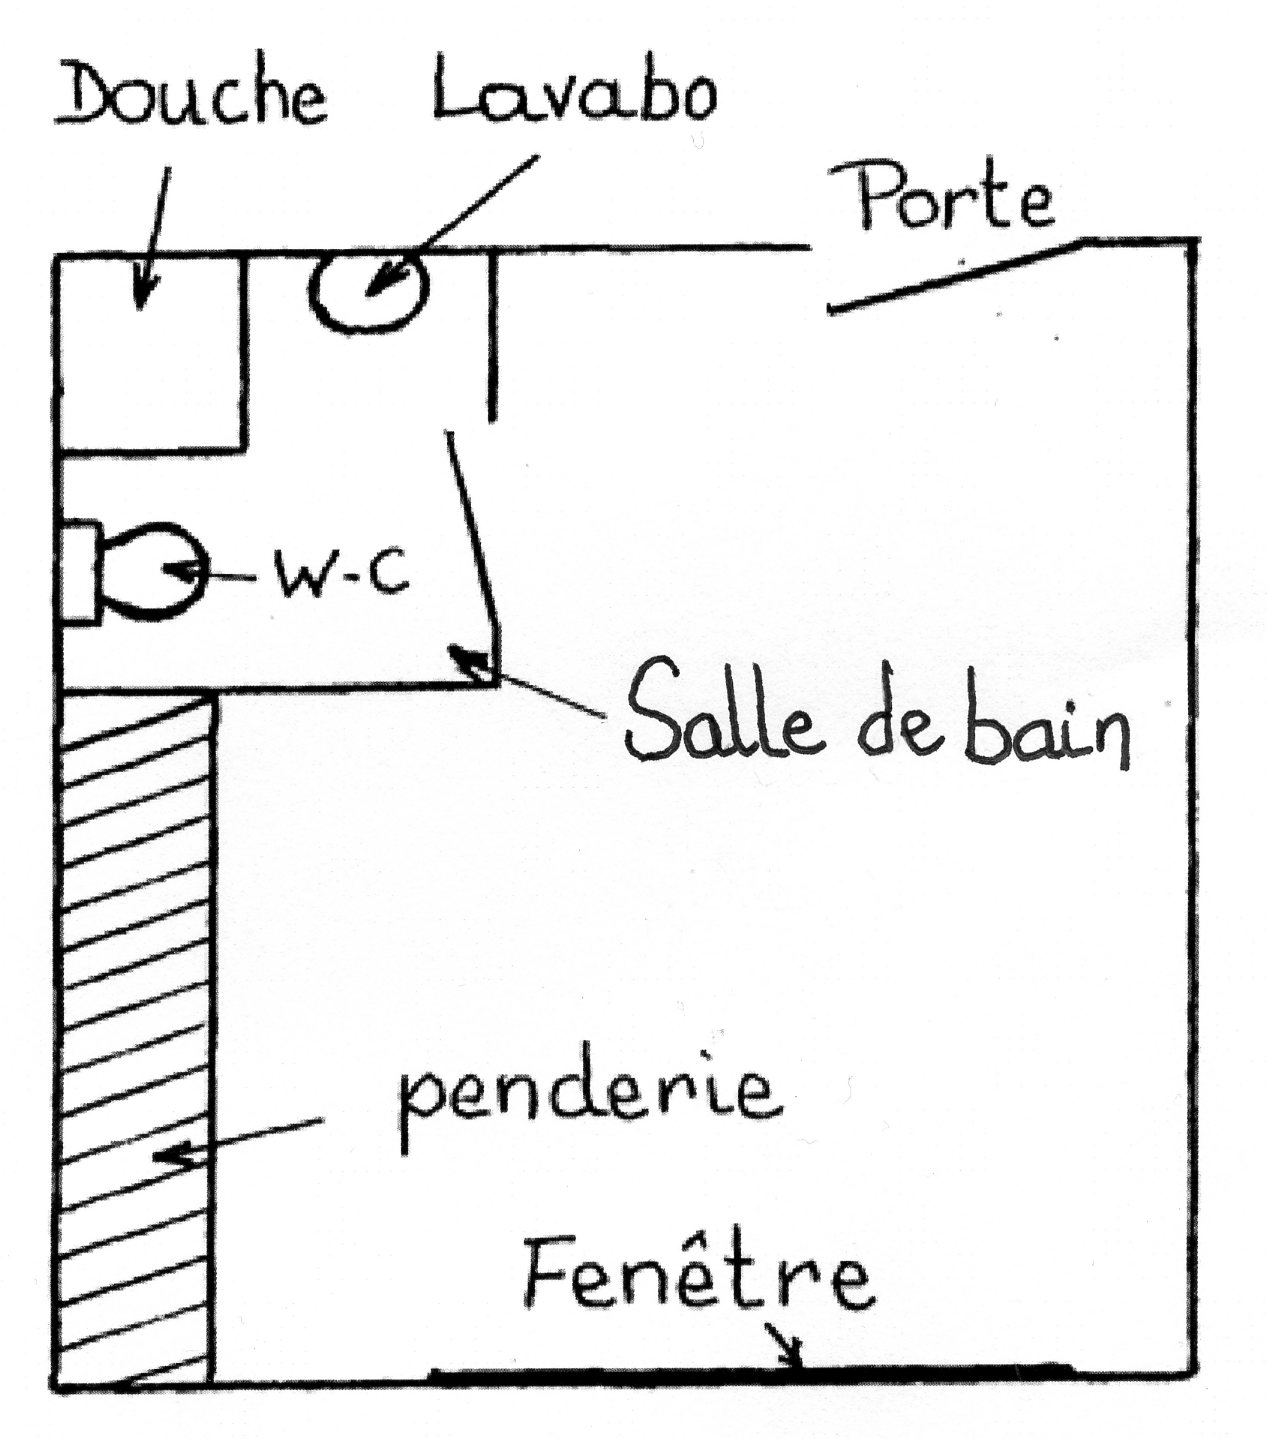 Douche Lavabo
Porte
W-C
Salle de bain
penderie
Fenêtre